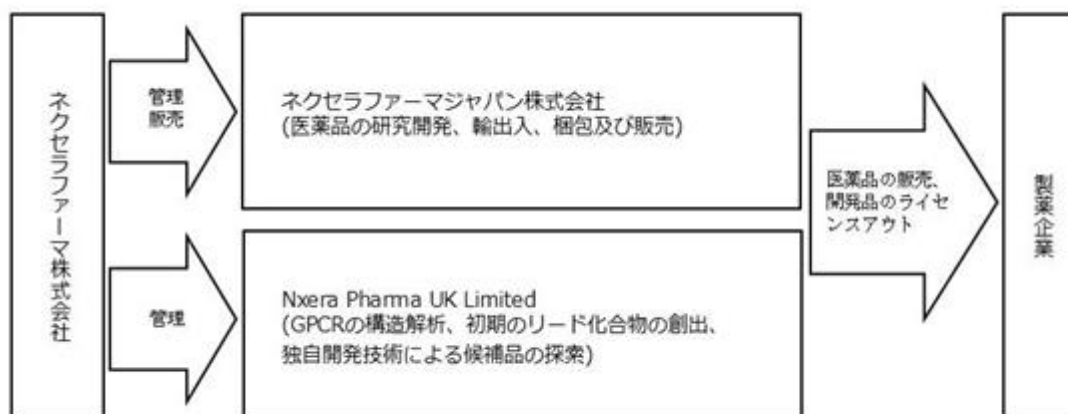 ネクセラファーマ株式会社
管理
販売
ネクセラファーマジャパン株式会社
(医薬品の研究開発、輸出入、梱包及び販売)
管理
Nxera Pharma UK Limited
(GPCRの構造解析、初期のリード化合物の創出、
独自開発技術による候補品の探索)
医薬品の販売、
開発品のライセ
ンスアウト
製薬企業